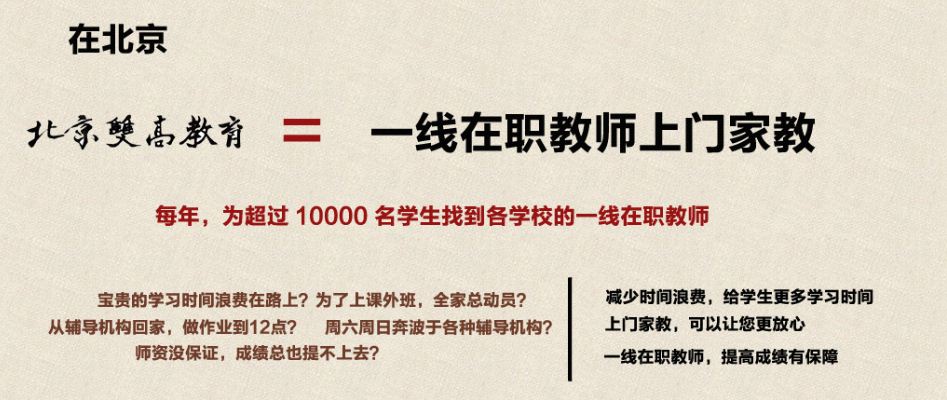 在北京
北京雙高教育 = 一线在职教师上门家教
每年，为超过 10000 名学生找到各学校的一线在职教师
宝贵的学习时间浪费在路上？为了上课外班，全家总动员？
从辅导机构回家，做作业到12点？ 周六周日奔波于各种辅导机构？
师资没保证，成绩总也提不上去？
减少时间浪费，给学生更多学习时间
上门家教，可以让您更放心
一线在职教师，提高成绩有保障